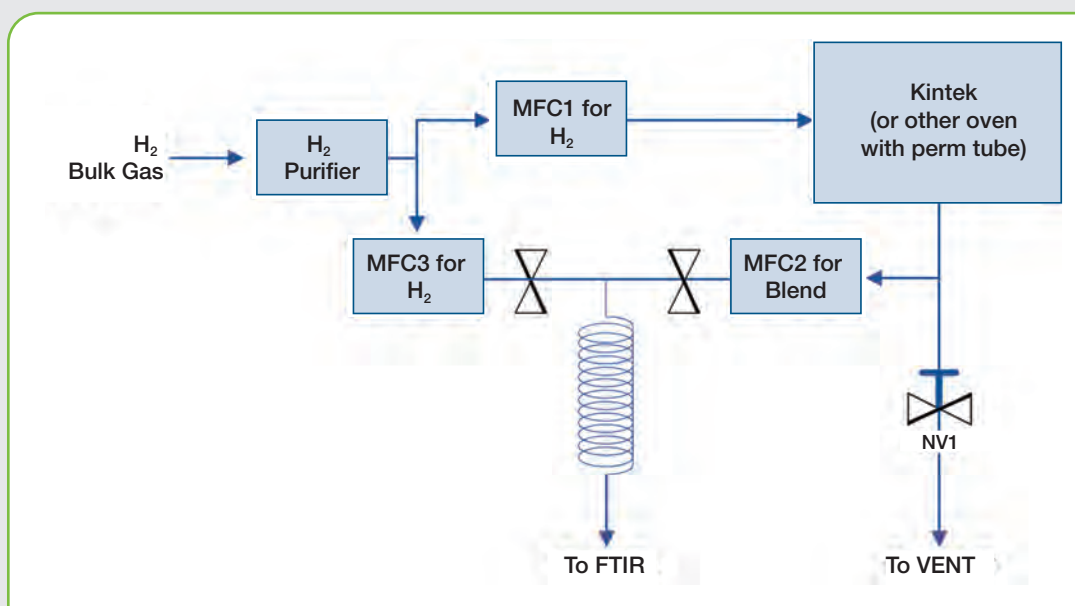 H₂
Bulk Gas
H₂
Purifier
MFC1 for
H₂
Kintek
(or other oven
with perm tube)
MFC3 for
H₂
MFC2 for
Blend
NV1
To FTIR
To VENT